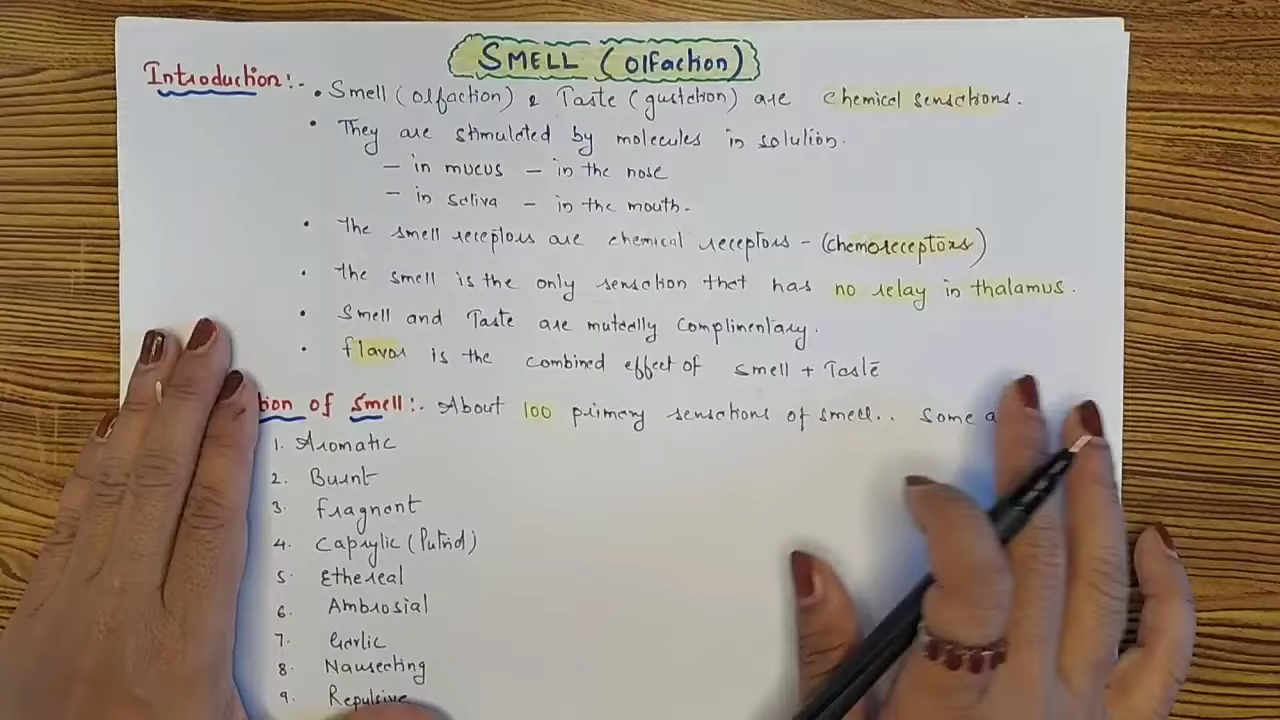 SMELL (olfaction)
Introduction:-
• Smell (olfaction) & Taste (gustation) are chemical sensations.
• They are stimulated by molecules in solution.
— in mucus — in the nose
— in saliva — in the mouth.
• The smell receptors are chemical receptors - (chemoreceptors)
• The smell is the only sensation that has no relay in thalamus.
• Smell and Taste are mutually complimentary.
• flavor is the combined effect of smell + Taste
tion of Smell:- About 100 primary sensations of smell.. Some a
1. Aromatic
2. Burnt
3. fragnant
4. Caprylic (Putrid)
5. Ethereal
6. Ambrosial
7. Garlic
8. Nauseating
9. Repulsive